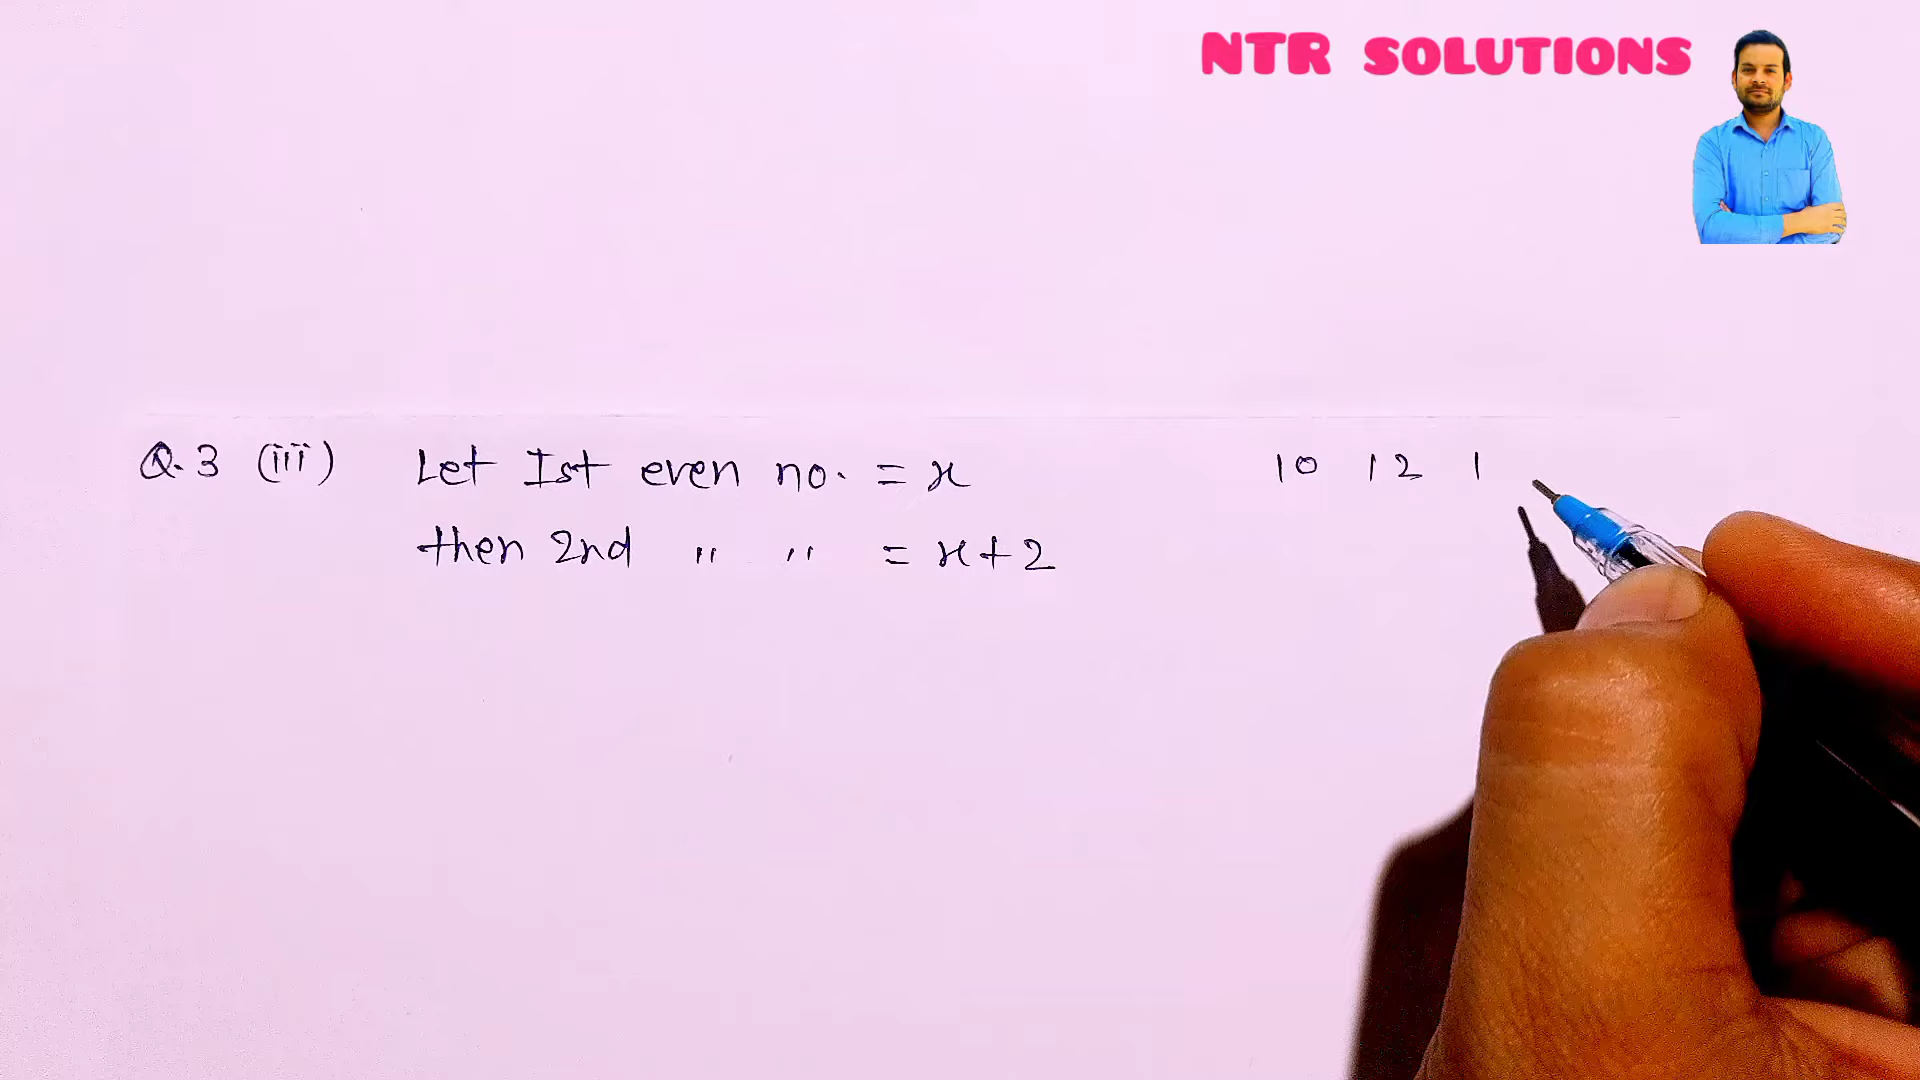 NTR SOLUTIONS
Q.3 (iii) Let Ist even no. = x 10 12 1
then 2nd " " = x+2